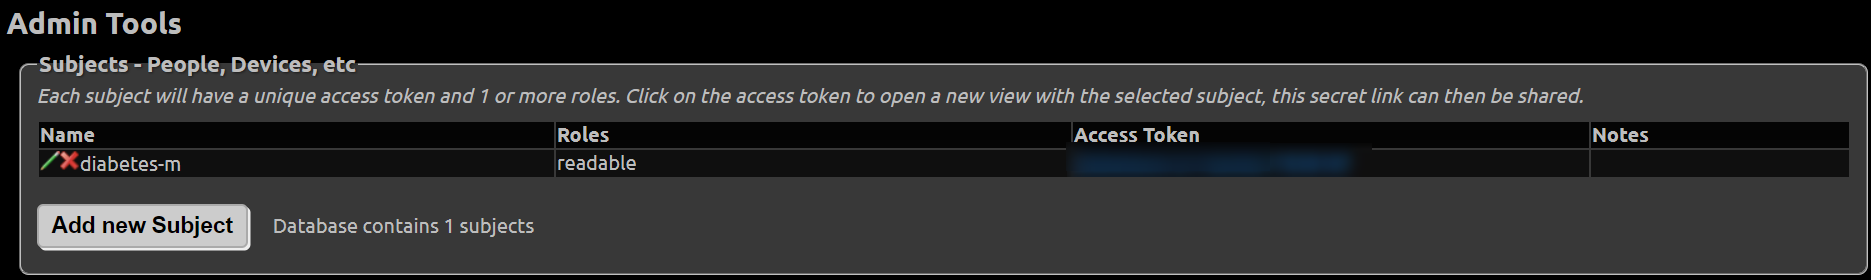 Admin Tools
Subjects - People, Devices, etc
Each subject will have a unique access token and 1 or more roles. Click on the access token to open a new view with the selected subject, this secret link can then be shared.
Name Roles Access Token Notes
diabetes-m readable
Add new Subject Database contains 1 subjects